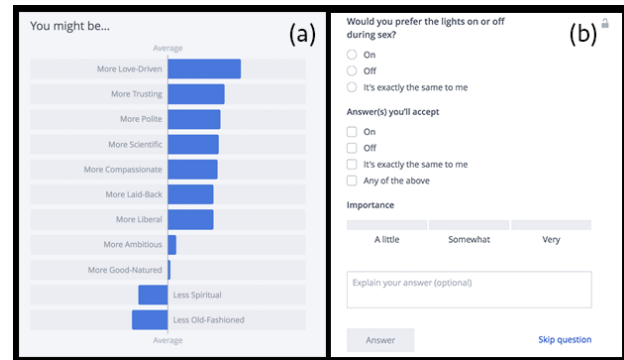 You might be...
(a)
Average
More Love-Driven
More Trusting
More Polite
More Scientific
More Compassionate
More Laid-Back
More Liberal
More Ambitious
More Good-Natured
Less Spiritual
Less Old-Fashioned
Average
Would you prefer the lights on or off
during sex?
(b)
On
Off
It's exactly the same to me
Answer(s) you'll accept
On
Off
It's exactly the same to me
Any of the above
Importance
A little Somewhat Very
Explain your answer (optional)
Answer Skip question